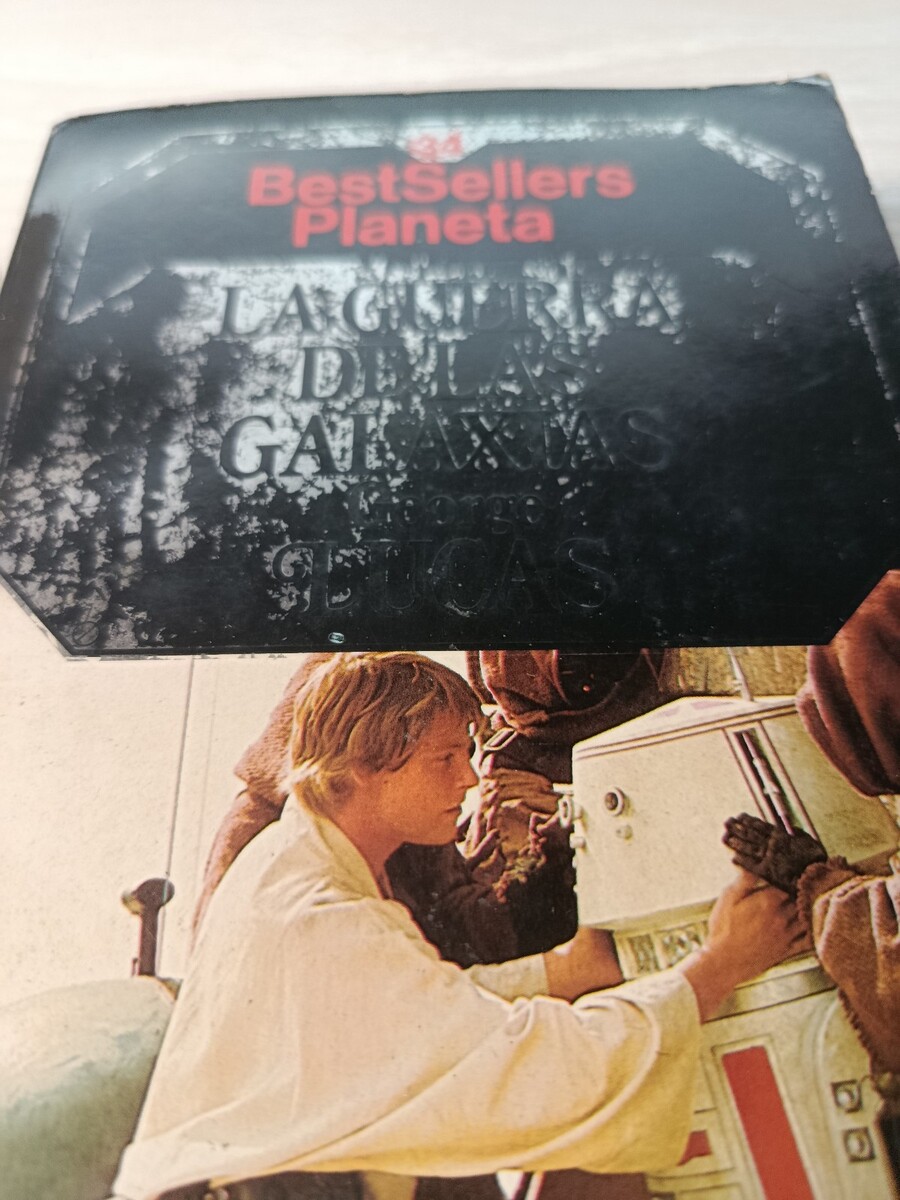 34
BestSellers
Planeta
LA GUERRA
DE LAS
GALAXIAS
George
LUCAS